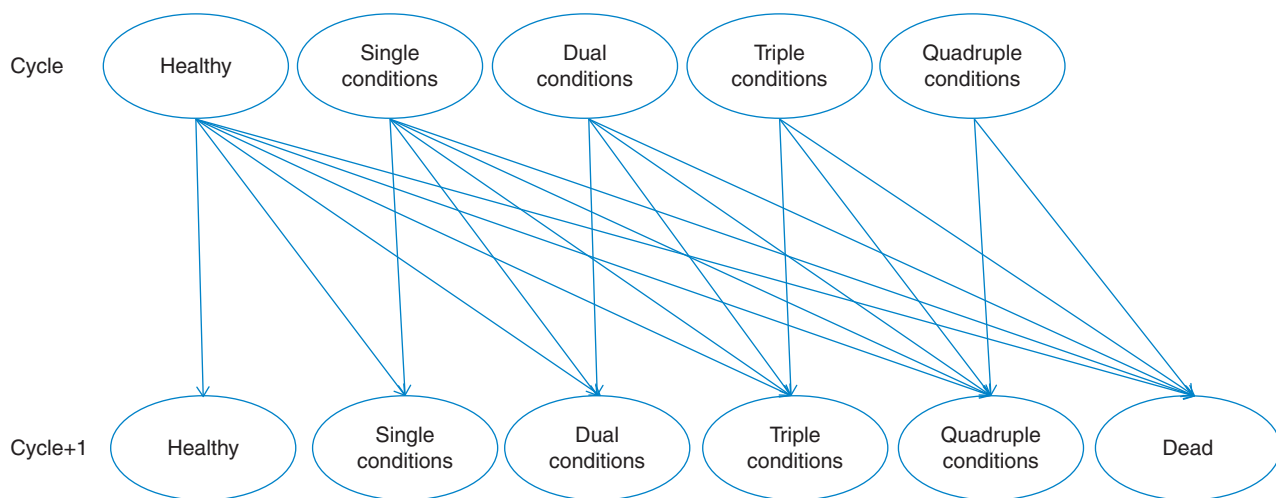 Cycle
Healthy
Single
conditions
Dual
conditions
Triple
conditions
Quadruple
conditions
Cycle+1
Healthy
Single
conditions
Dual
conditions
Triple
conditions
Quadruple
conditions
Dead